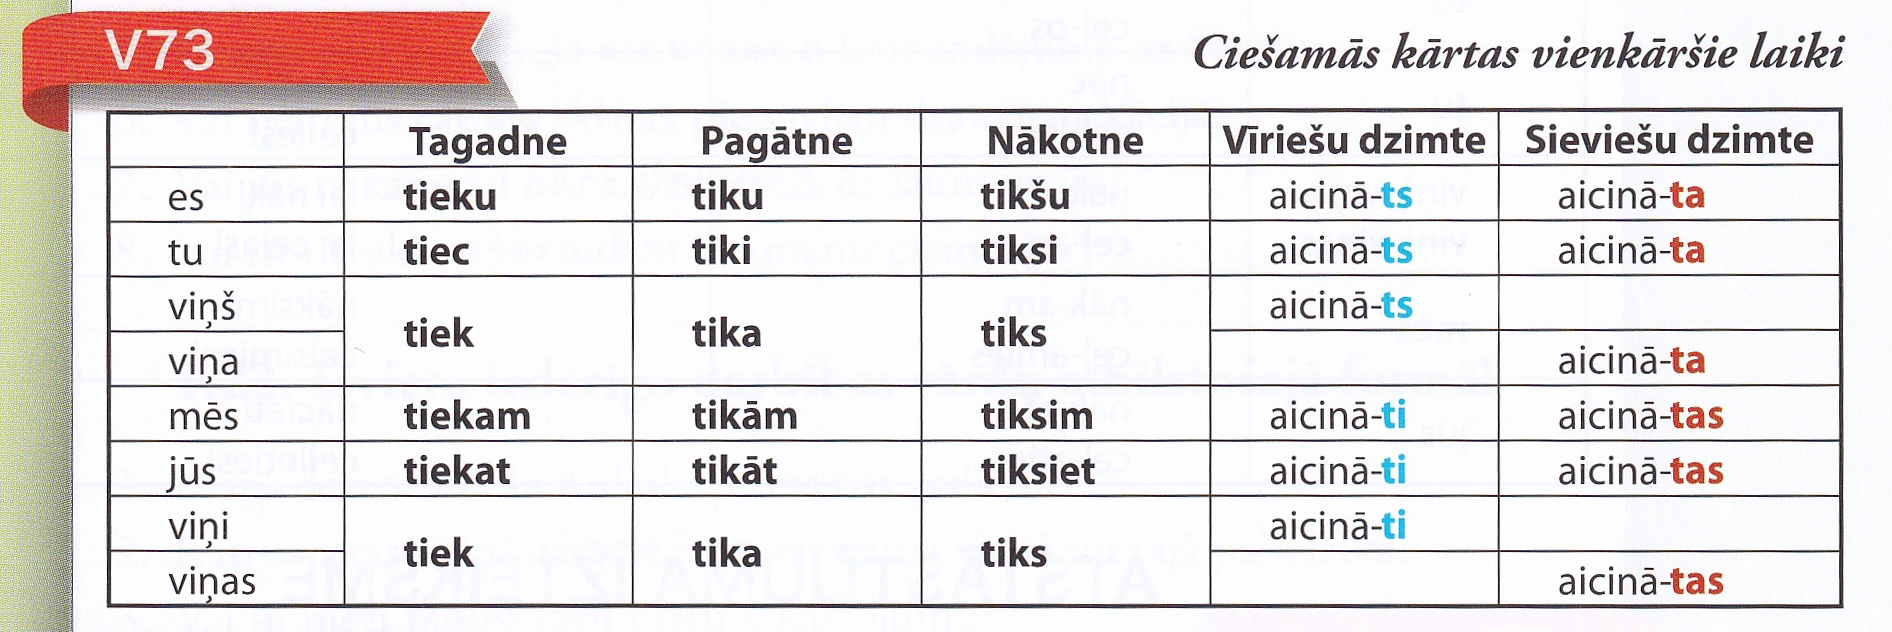 V73
Ciešamās kārtas vienkāršie laiki
Tagadne Pagātne Nākotne Vīriešu dzimte Sieviešu dzimte
es tieku tiku tikšu aicinā-ts aicinā-ta
tu tiec tiki tiksi aicinā-ts aicinā-ta
viņš aicinā-ts
tiek tika tiks
viņa aicinā-ta
mēs tiekam tikām tiksim aicinā-ti aicinā-tas
jūs tiekat tikāt tiksiet aicinā-ti aicinā-tas
viņi aicinā-ti
tiek tika tiks
viņas aicinā-tas